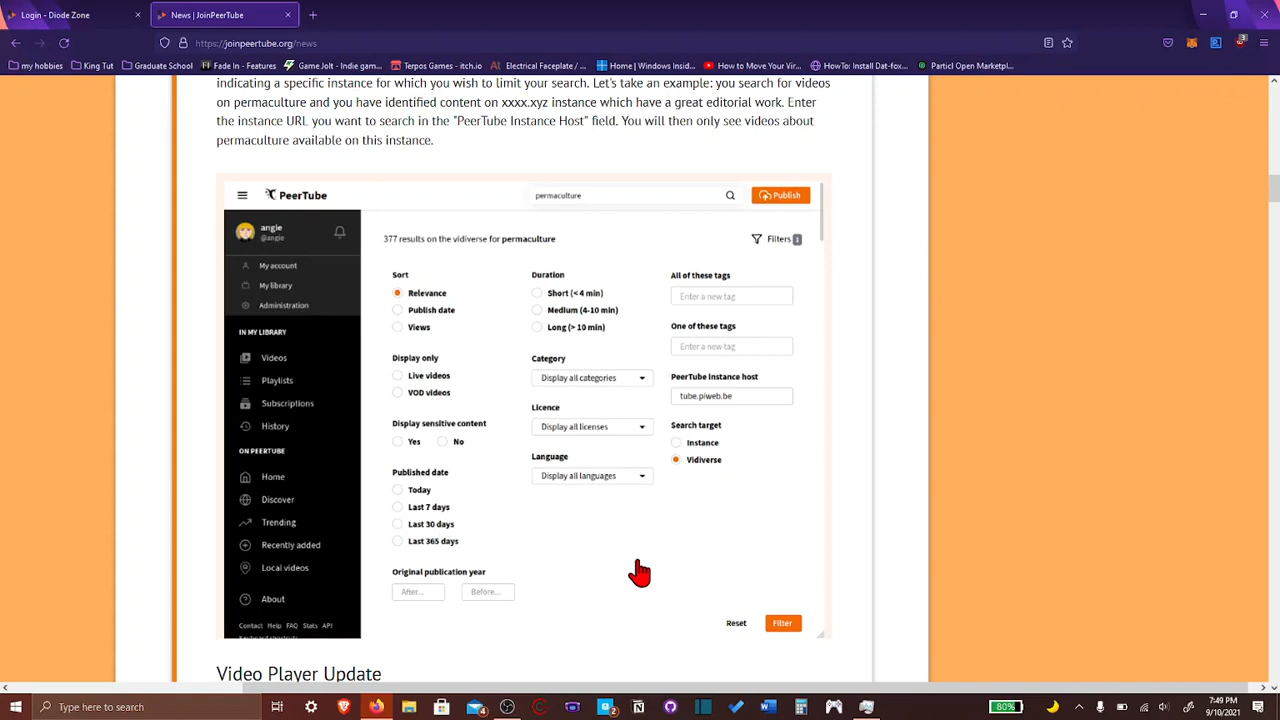 Login - Diode Zone
News | JoinPeerTube
https://joinpeertube.org/news
my hobbies
King Tut
Graduate School
Fade In - Features
Game Jolt - Indie gam...
Terpos Games - itch.io
Electrical Faceplate / ...
Home | Windows Insid...
How to Move Your Vir...
HowTo: Install Dat-fox...
Particl Open Marketpl...
indicating a specific instance for which you wish to limit your search. Let's take an example: you search for videos
on permaculture and you have identified content on xxxx.xyz instance which have a great editorial work. Enter
the instance URL you want to search in the "PeerTube Instance Host" field. You will then only see videos about
permaculture available on this instance.
PeerTube
permaculture
Publish
angie
@angie
377 results on the vidiverse for permaculture
Filters 1
My account
My library
Administration
IN MY LIBRARY
Videos
Playlists
Subscriptions
History
ON PEERTUBE
Home
Discover
Trending
Recently added
Local videos
About
Contact Help FAQ Stats API
Keyboard shortcuts
Sort
Relevance
Publish date
Views
Display only
Live videos
VOD videos
Display sensitive content
Yes
No
Published date
Today
Last 7 days
Last 30 days
Last 365 days
Original publication year
After...
Before...
Duration
Short (< 4 min)
Medium (4-10 min)
Long (> 10 min)
Category
Display all categories
Licence
Display all licenses
Language
Display all languages
All of these tags
Enter a new tag
One of these tags
Enter a new tag
PeerTube instance host
tube.piweb.be
Search target
Instance
Vidiverse
Reset
Filter
Video Player Update
Type here to search
80%
7:49 PM
9/10/2021